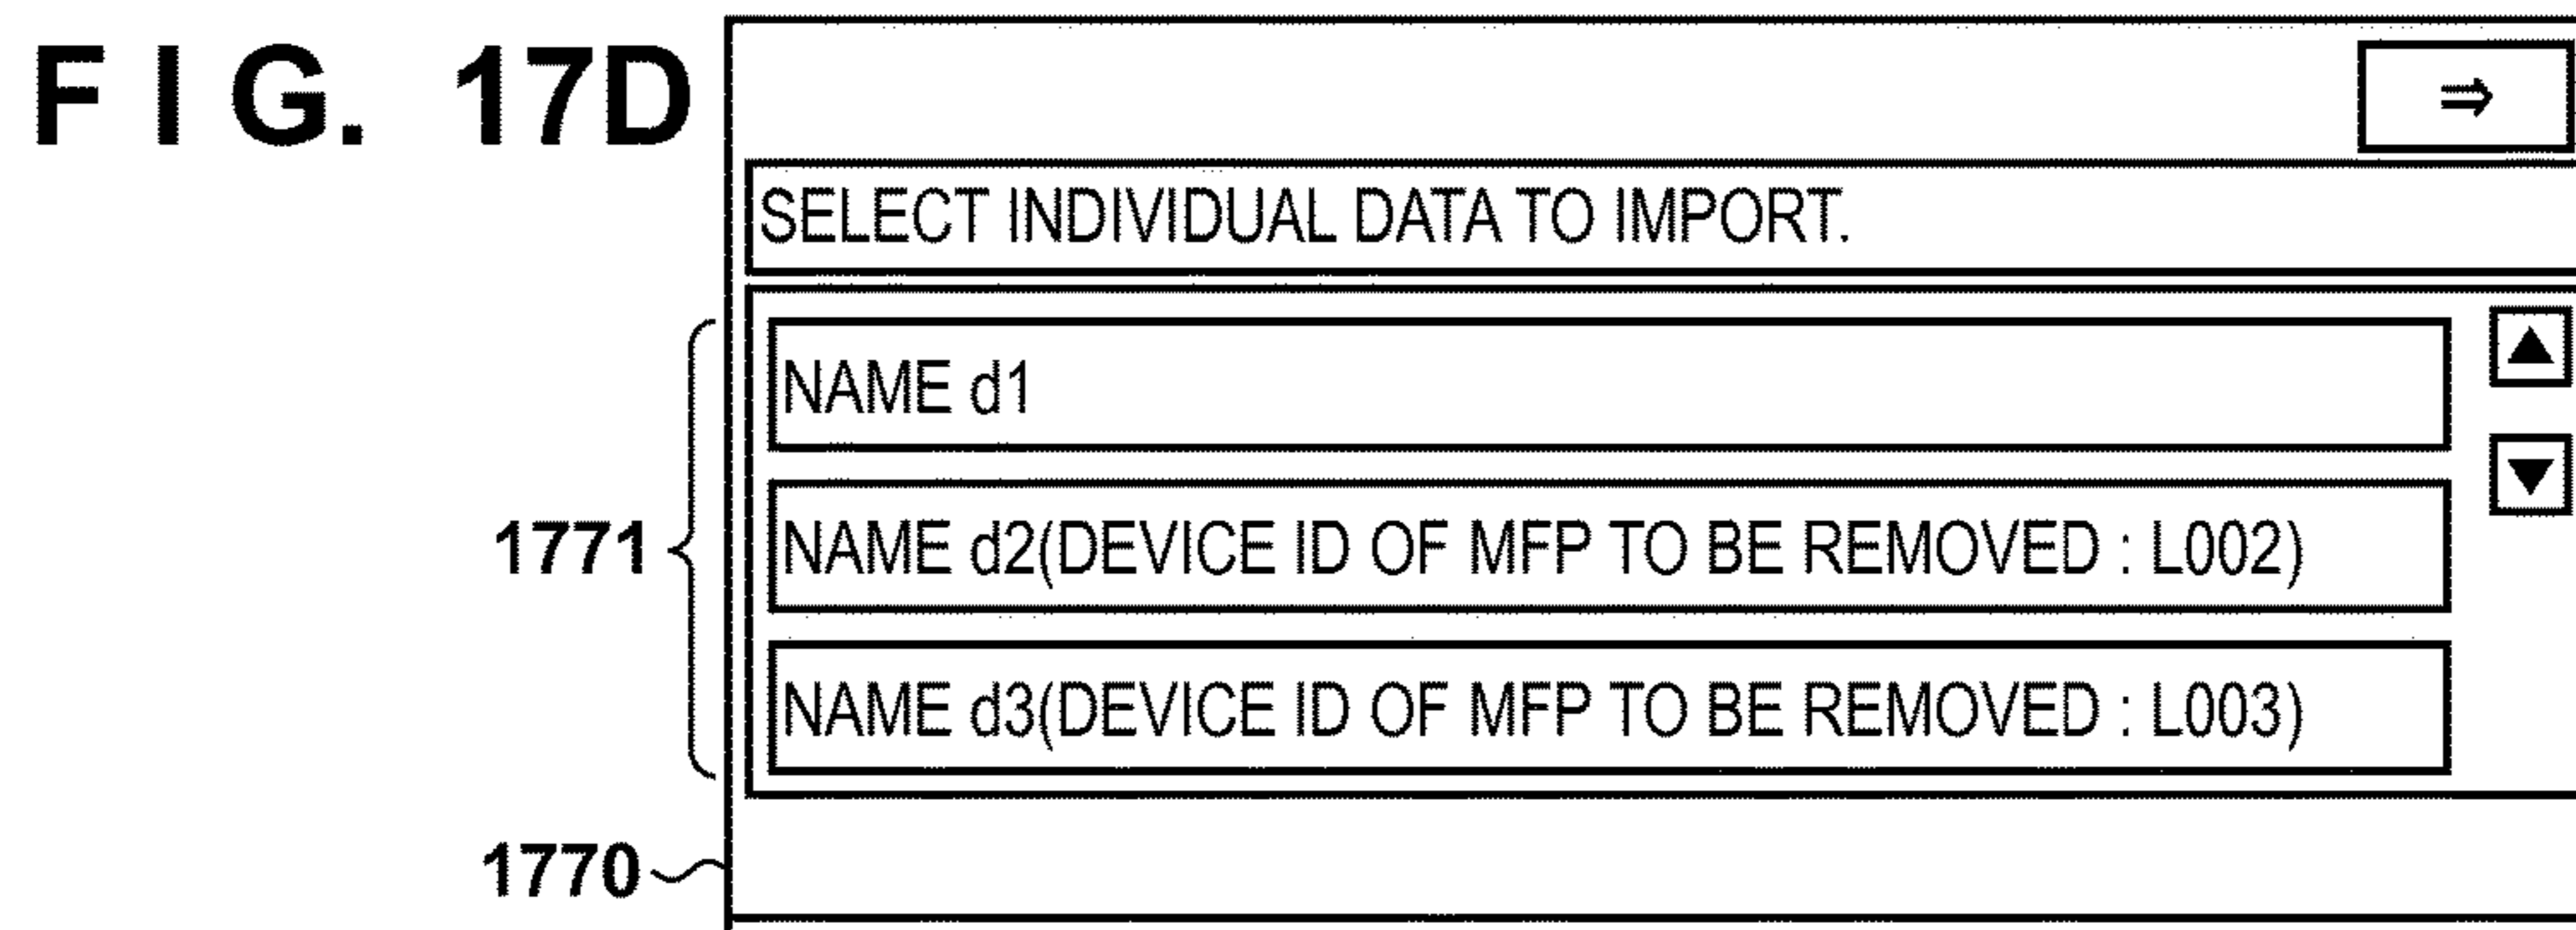 FIG. 17D
⇒
SELECT INDIVIDUAL DATA TO IMPORT.
NAME d1
▲
▼
1771
NAME d2(DEVICE ID OF MFP TO BE REMOVED : L002)
NAME d3(DEVICE ID OF MFP TO BE REMOVED : L003)
1770